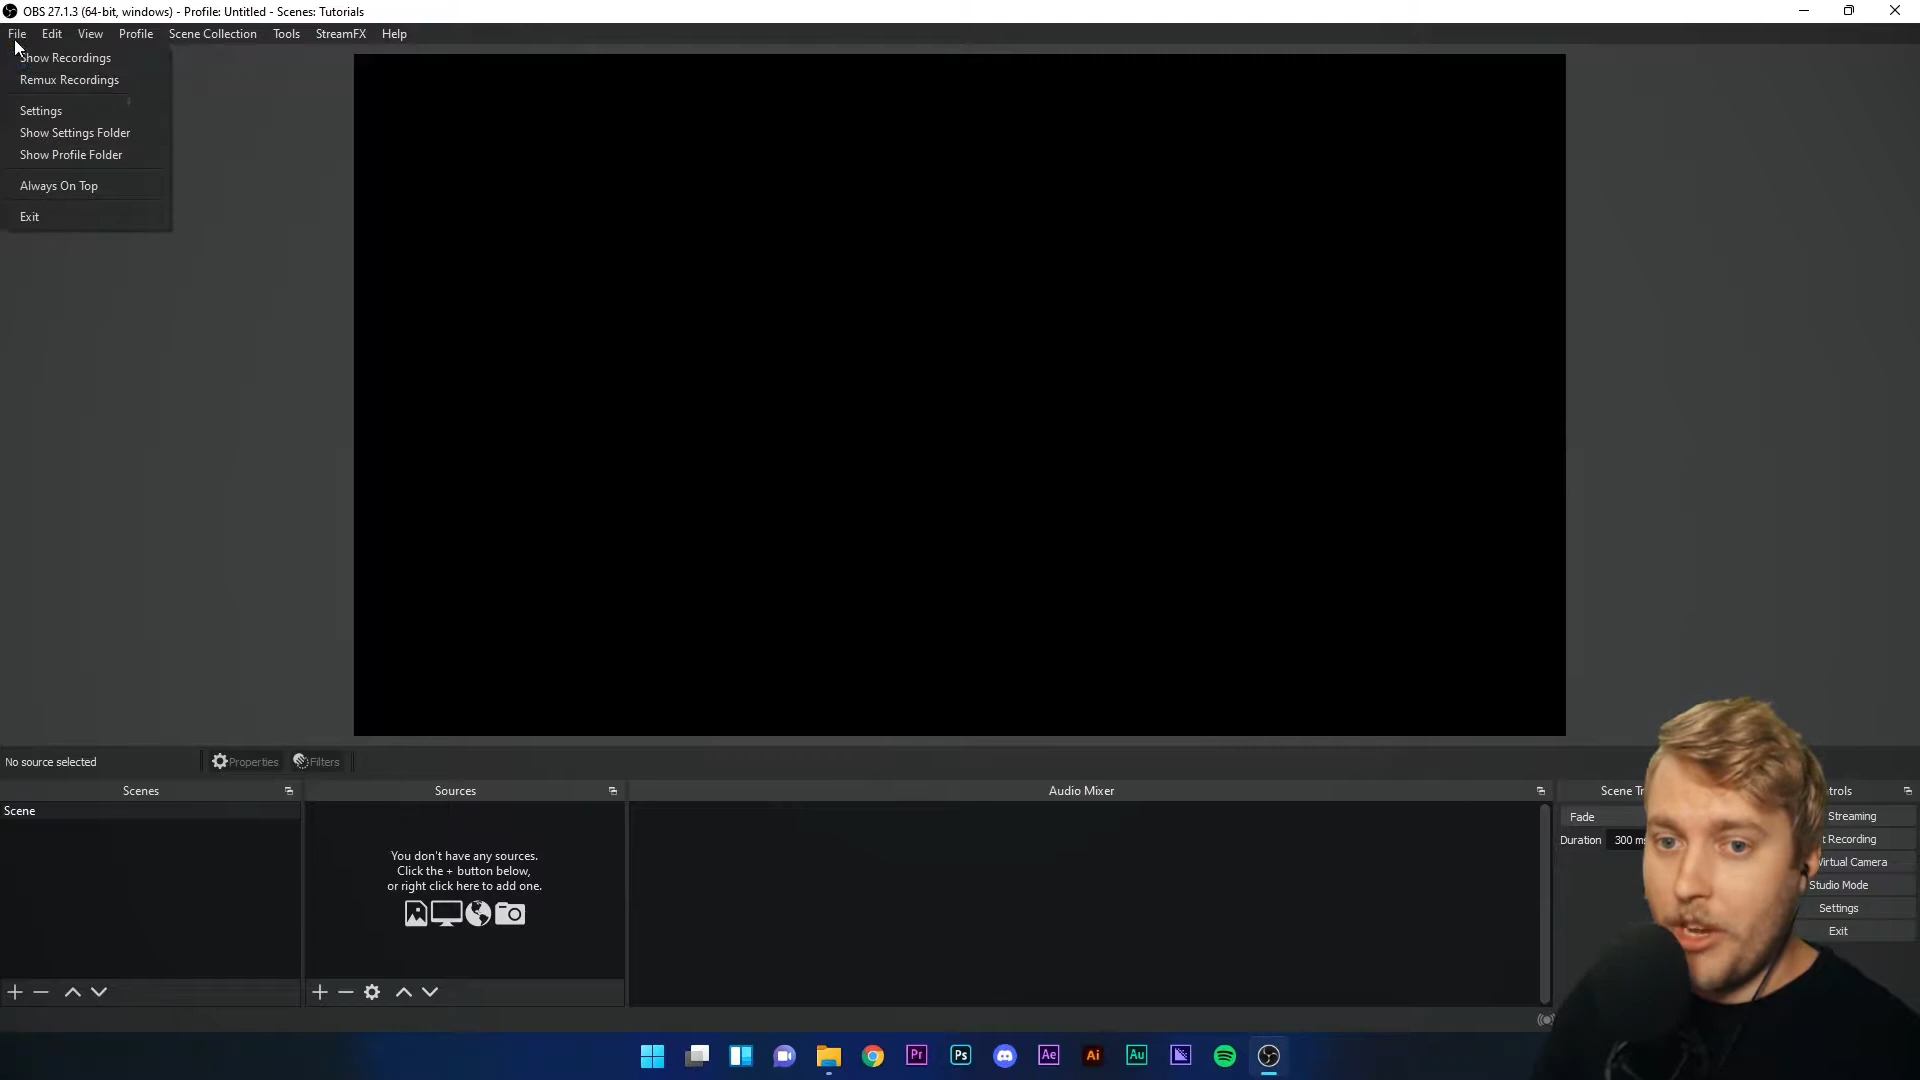 OBS 27.1.3 (64-bit, windows) - Profile: Untitled - Scenes: Tutorials
File Edit View Profile Scene Collection Tools StreamFX Help
Show Recordings
Remux Recordings
Settings
Show Settings Folder
Show Profile Folder
Always On Top
Exit
No source selected
Properties
Filters
Scenes
Sources
Audio Mixer
Scene Tr
trols
Scene
You don't have any sources.
Click the + button below,
or right click here to add one.
Fade
Duration 300 ms
Streaming
t Recording
Virtual Camera
Studio Mode
Settings
Exit
Pr
Ps
Ae
Ai
Au